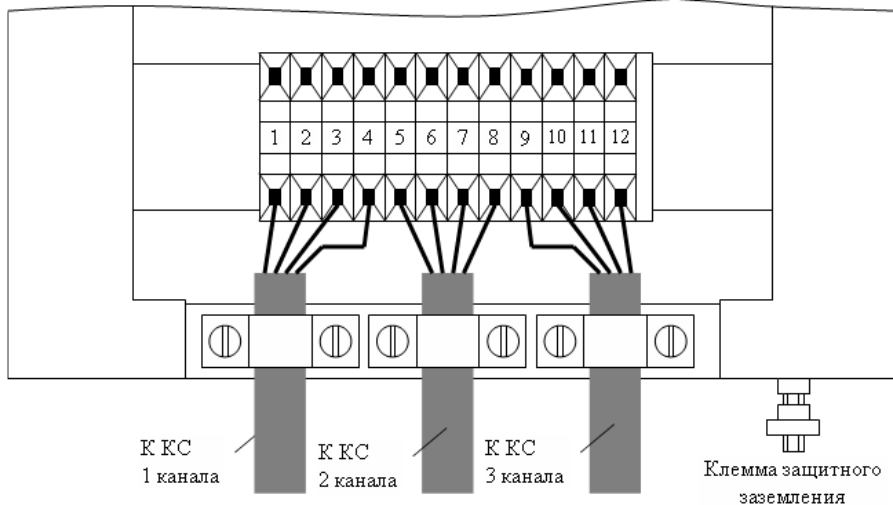 1 2 3 4 5 6 7 8 9 10 11 12
К КС
1 канала
К КС
2 канала
К КС
3 канала
Клемма защитного
заземления